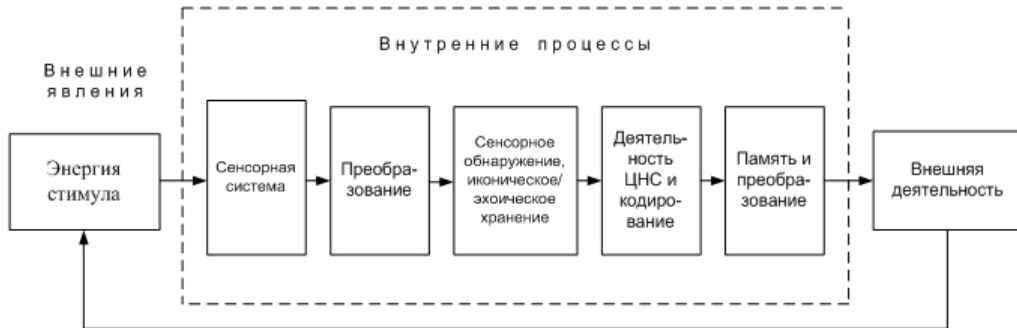 Внутренние процессы
Внешние
явления
Энергия
стимула
Сенсорная
система
Преобра-
зование
Сенсорное
обнаружение,
иконическое/
эхоическое
хранение
Деятель-
ность
ЦНС и
кодиро-
вание
Память и
преобра-
зование
Внешняя
деятельность